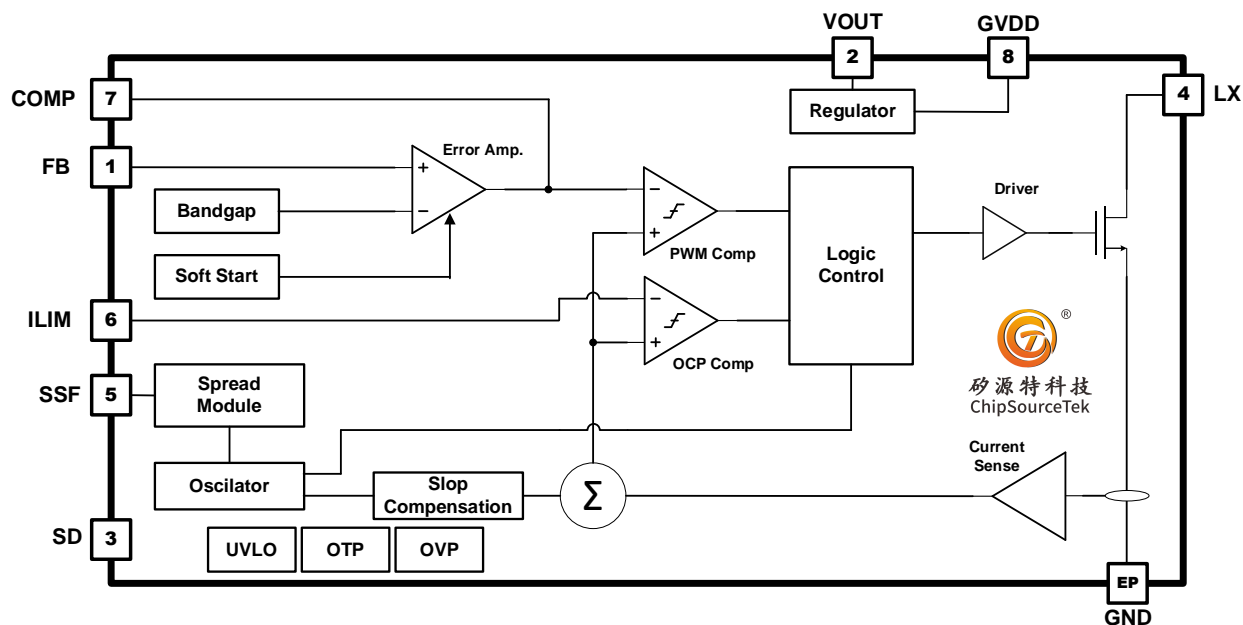 VOUT
GVDD
2
8
COMP
7
4
LX
Regulator
FB
1
Error Amp.
+
−
Bandgap
−
+
PWM Comp
Driver
Soft Start
Logic
Control
ILIM
6
−
+
OCP Comp
®
矽源特科技
ChipSourceTek
SSF
5
Spread
Module
Current
Sense
Oscilator
Slop
Compensation
Σ
SD
3
UVLO
OTP
OVP
EP
GND